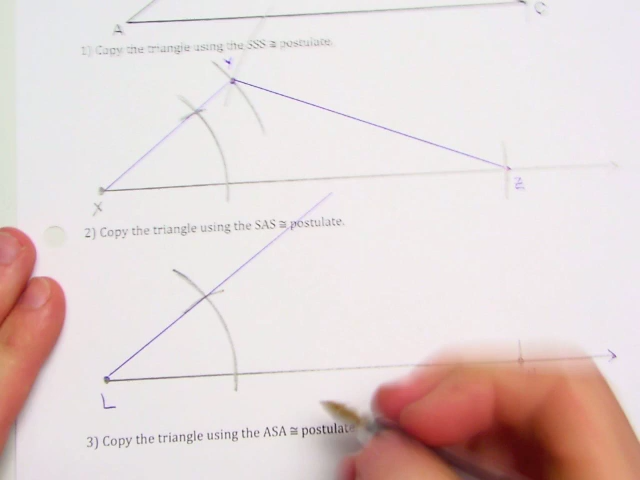 A C
1) Copy the triangle using the SSS ≅ postulate.
Y
X Z
2) Copy the triangle using the SAS ≅ postulate.
L
3) Copy the triangle using the ASA ≅ postulate